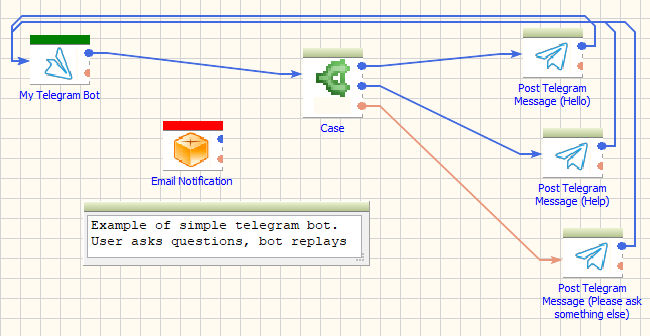 My Telegram Bot
Case
Post Telegram
Message (Hello)
Email Notification
Post Telegram
Message (Help)
Example of simple telegram bot.
User asks questions, bot replays
Post Telegram
Message (Please ask
something else)